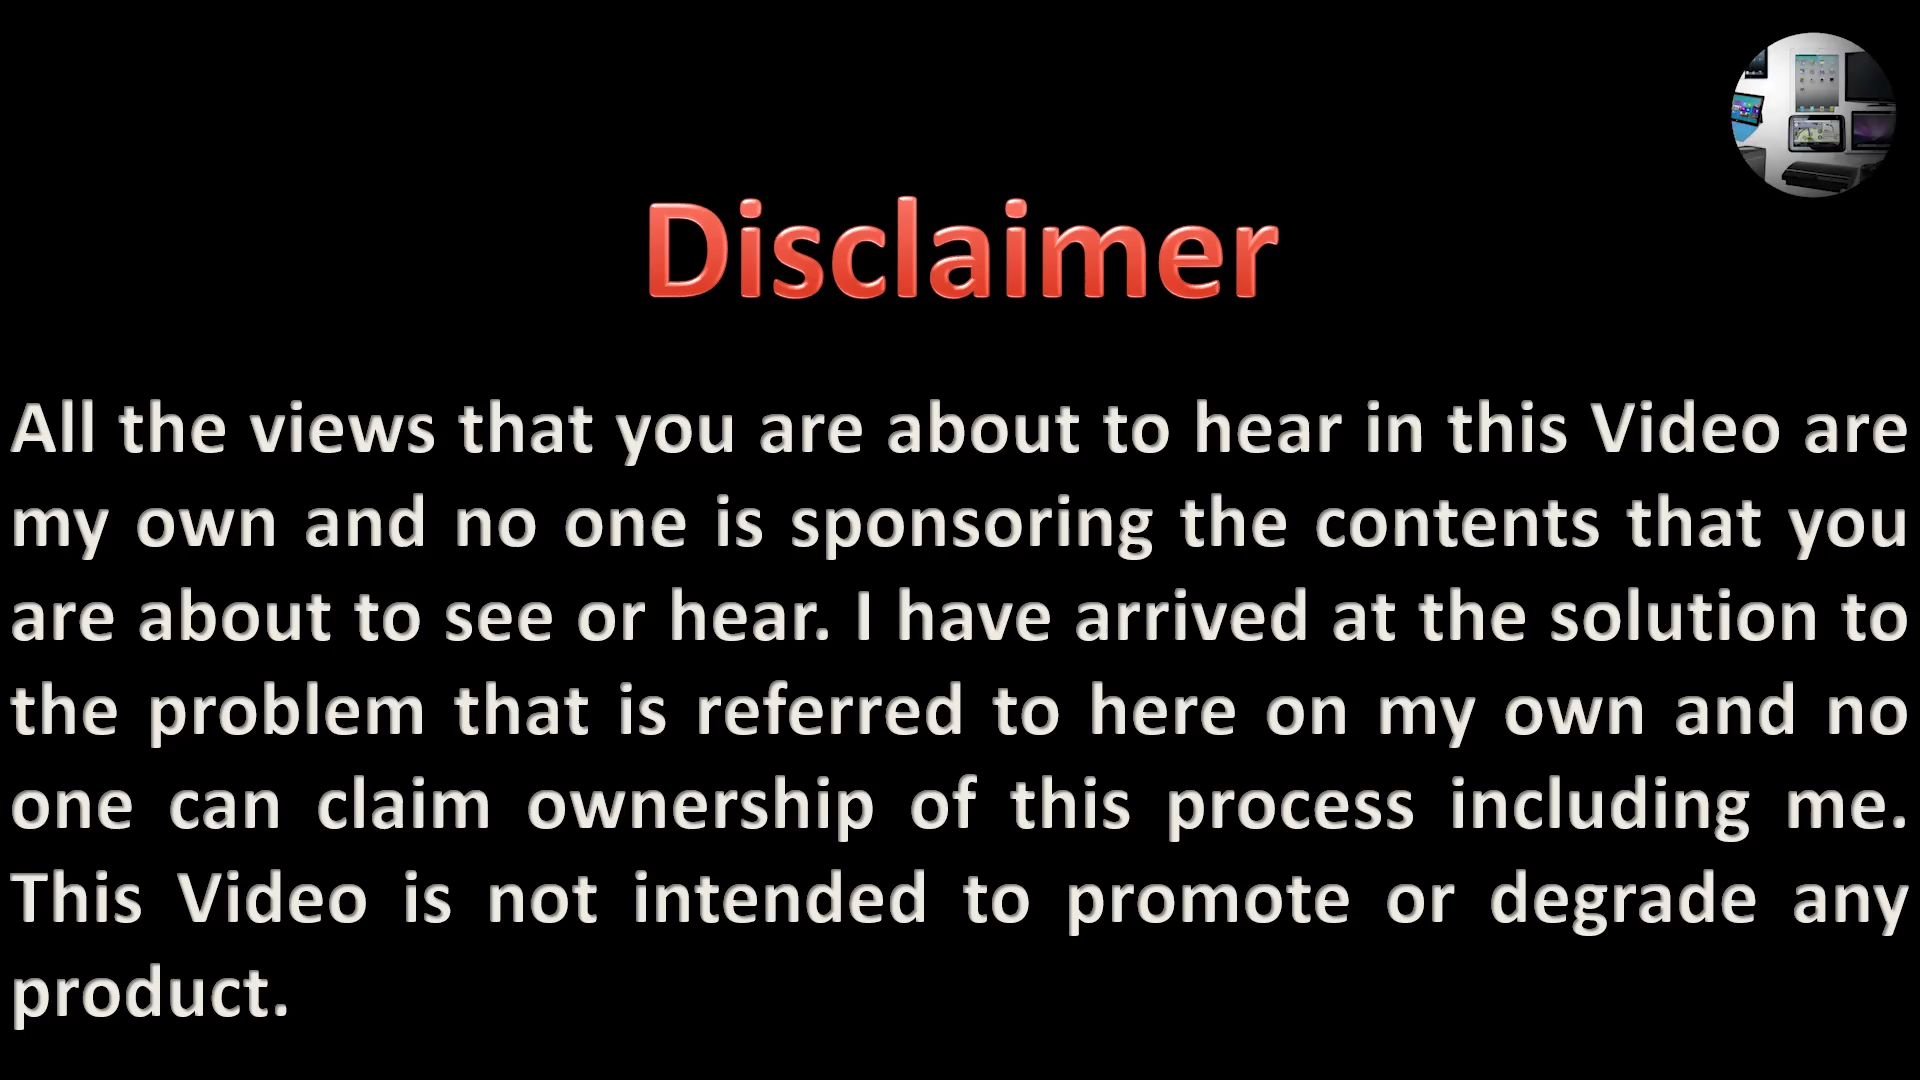 Disclaimer
All the views that you are about to hear in this Video are
my own and no one is sponsoring the contents that you
are about to see or hear. I have arrived at the solution to
the problem that is referred to here on my own and no
one can claim ownership of this process including me.
This Video is not intended to promote or degrade any
product.